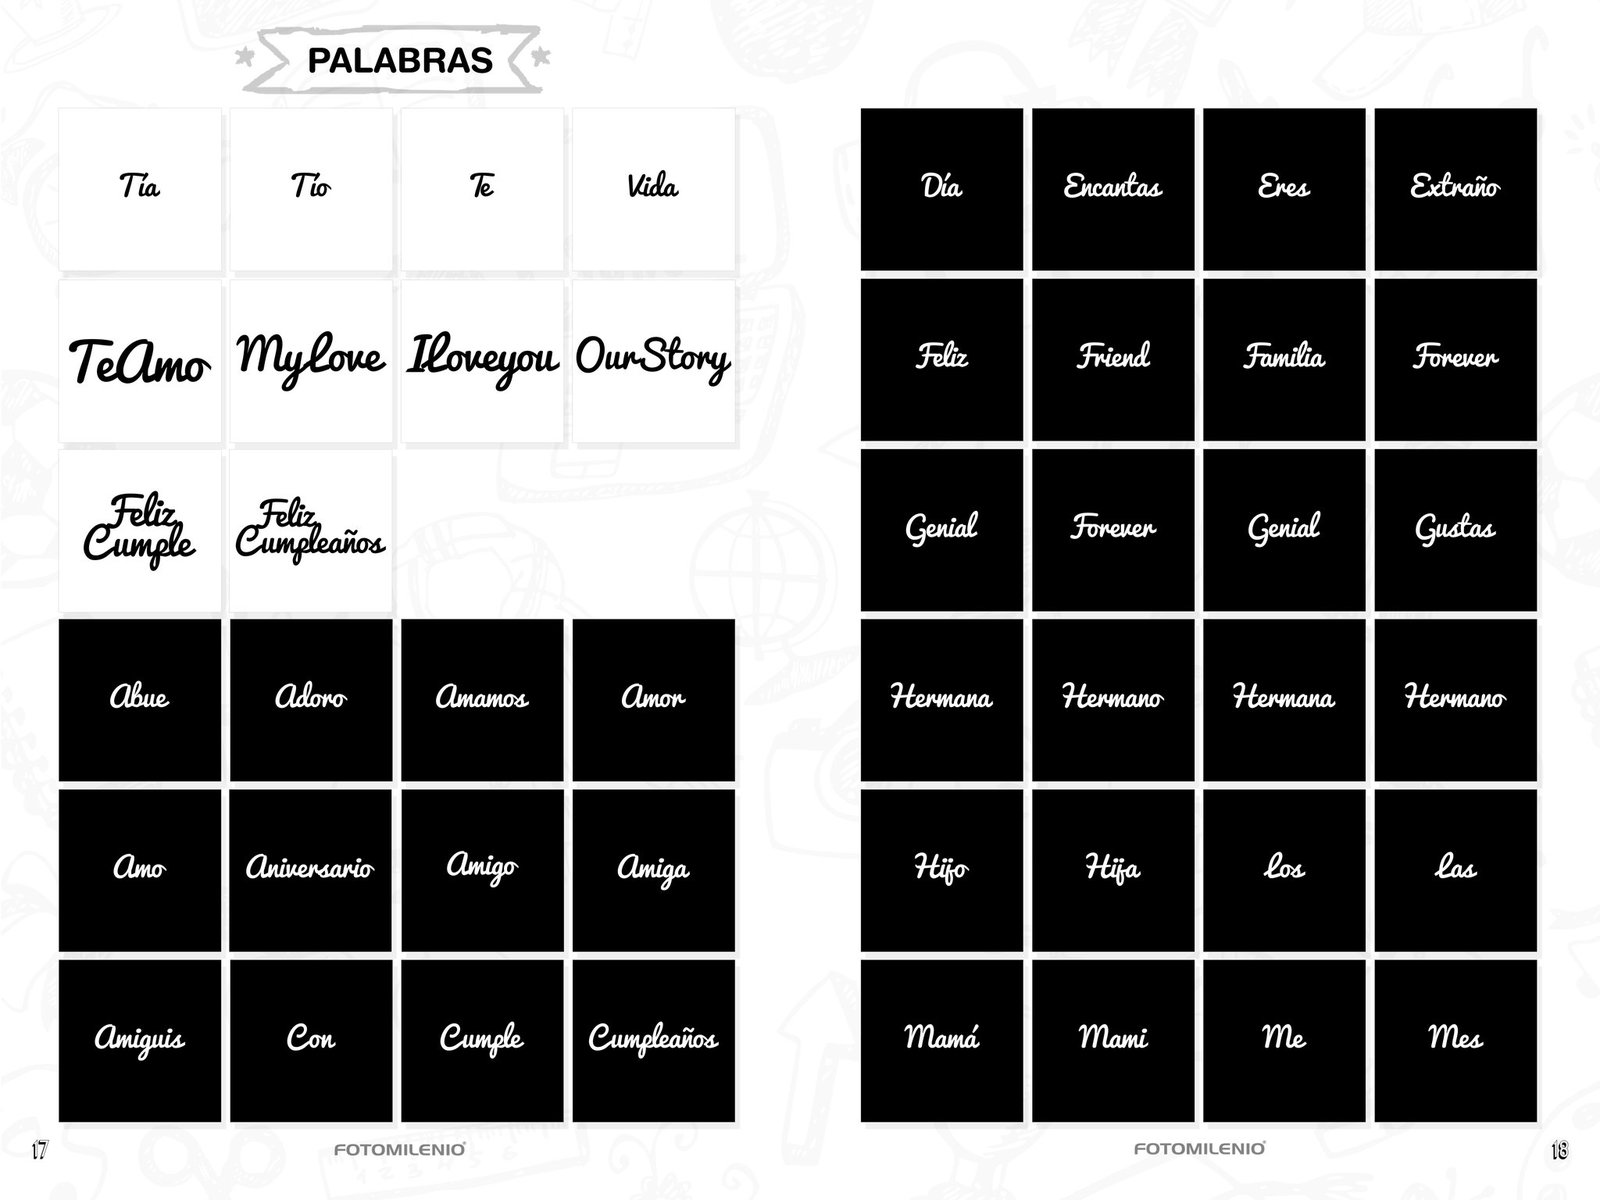 PALABRAS
Tía Tío Te Vida
TeAmo MyLove ILoveyou OurStory
Feliz Cumple
Feliz Cumpleaños
Abue Adoro Amamos Amor
Amo Aniversario Amigo Amiga
Amiguis Con Cumple Cumpleaños
17
FOTOMILENIO®
Día Encantas Eres Extraño
Feliz Friend Familia Forever
Genial Forever Genial Gustas
Hermana Hermano Hermana Hermano
Hijo Hija Los Las
Mamá Mami Me Mes
FOTOMILENIO®
18